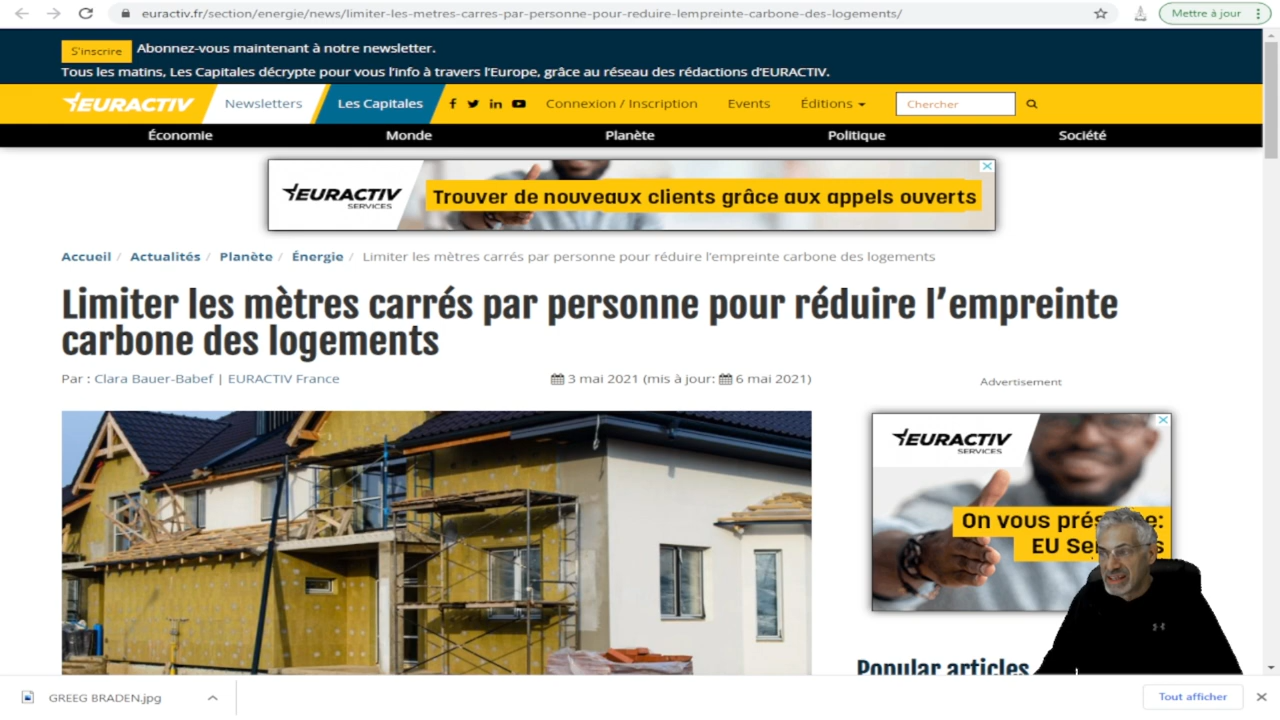 euractiv.fr/section/energie/news/limiter-les-metres-carres-par-personne-pour-reduire-lempreinte-carbone-des-logements/
Mettre à jour
S'inscrire Abonnez-vous maintenant à notre newsletter.
Tous les matins, Les Capitales décrypte pour vous l'info à travers l'Europe, grâce au réseau des rédactions d'EURACTIV.
EURACTIV Newsletters Les Capitales Connexion / Inscription Events Éditions Chercher
Économie Monde Planète Politique Société
EURACTIV SERVICES Trouver de nouveaux clients grâce aux appels ouverts
Accueil / Actualités / Planète / Énergie / Limiter les mètres carrés par personne pour réduire l'empreinte carbone des logements
Limiter les mètres carrés par personne pour réduire l'empreinte
carbone des logements
Par : Clara Bauer-Babef | EURACTIV France 3 mai 2021 (mis à jour: 6 mai 2021)
Advertisement
EURACTIV
SERVICES
On vous prés e:
EU Se s
Popular articles
GREEG BRADEN.jpg
Tout afficher